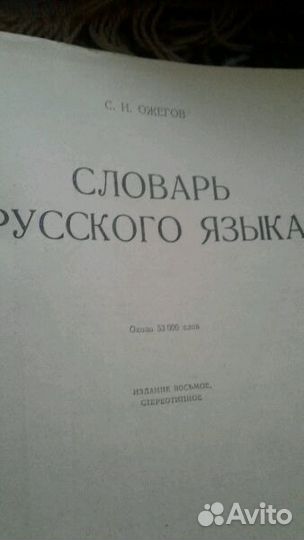 С. И. ОЖЕГОВ
СЛОВАРЬ
РУССКОГО ЯЗЫКА
Около 53 000 слов
ИЗДАНИЕ ВОСЬМОЕ,
СТЕРЕОТИПНОЕ
Avito